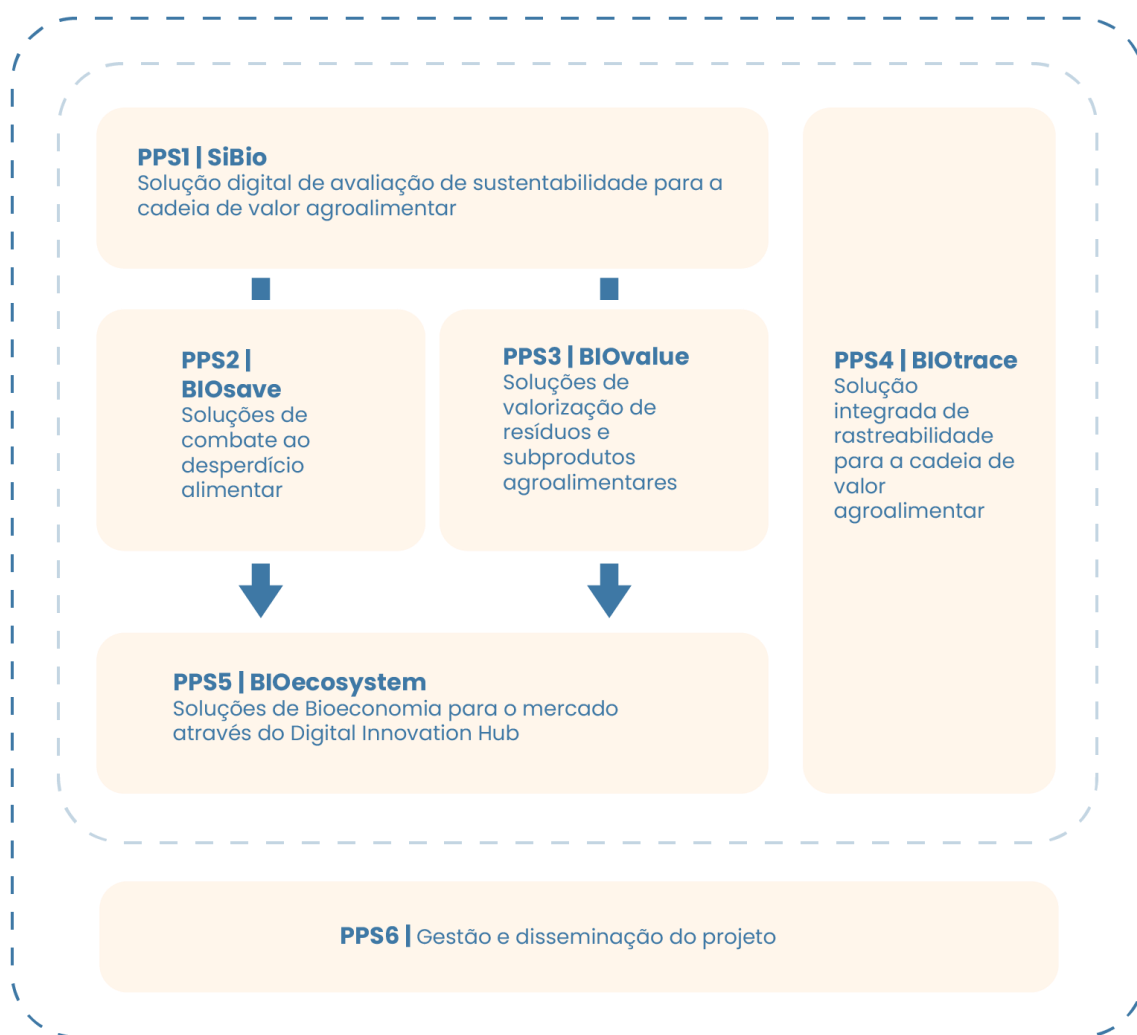 PPS1 | SiBio
Solução digital de avaliação de sustentabilidade para a
cadeia de valor agroalimentar
PPS2 |
BIOsave
Soluções de
combate ao
desperdício
alimentar
PPS3 | BIOvalue
Soluções de
valorização de
resíduos e
subprodutos
agroalimentares
PPS4 | BIOtrace
Solução
integrada de
rastreabilidade
para a cadeia de
valor
agroalimentar
PPS5 | BIOecosystem
Soluções de Bioeconomia para o mercado
através do Digital Innovation Hub
PPS6 | Gestão e disseminação do projeto